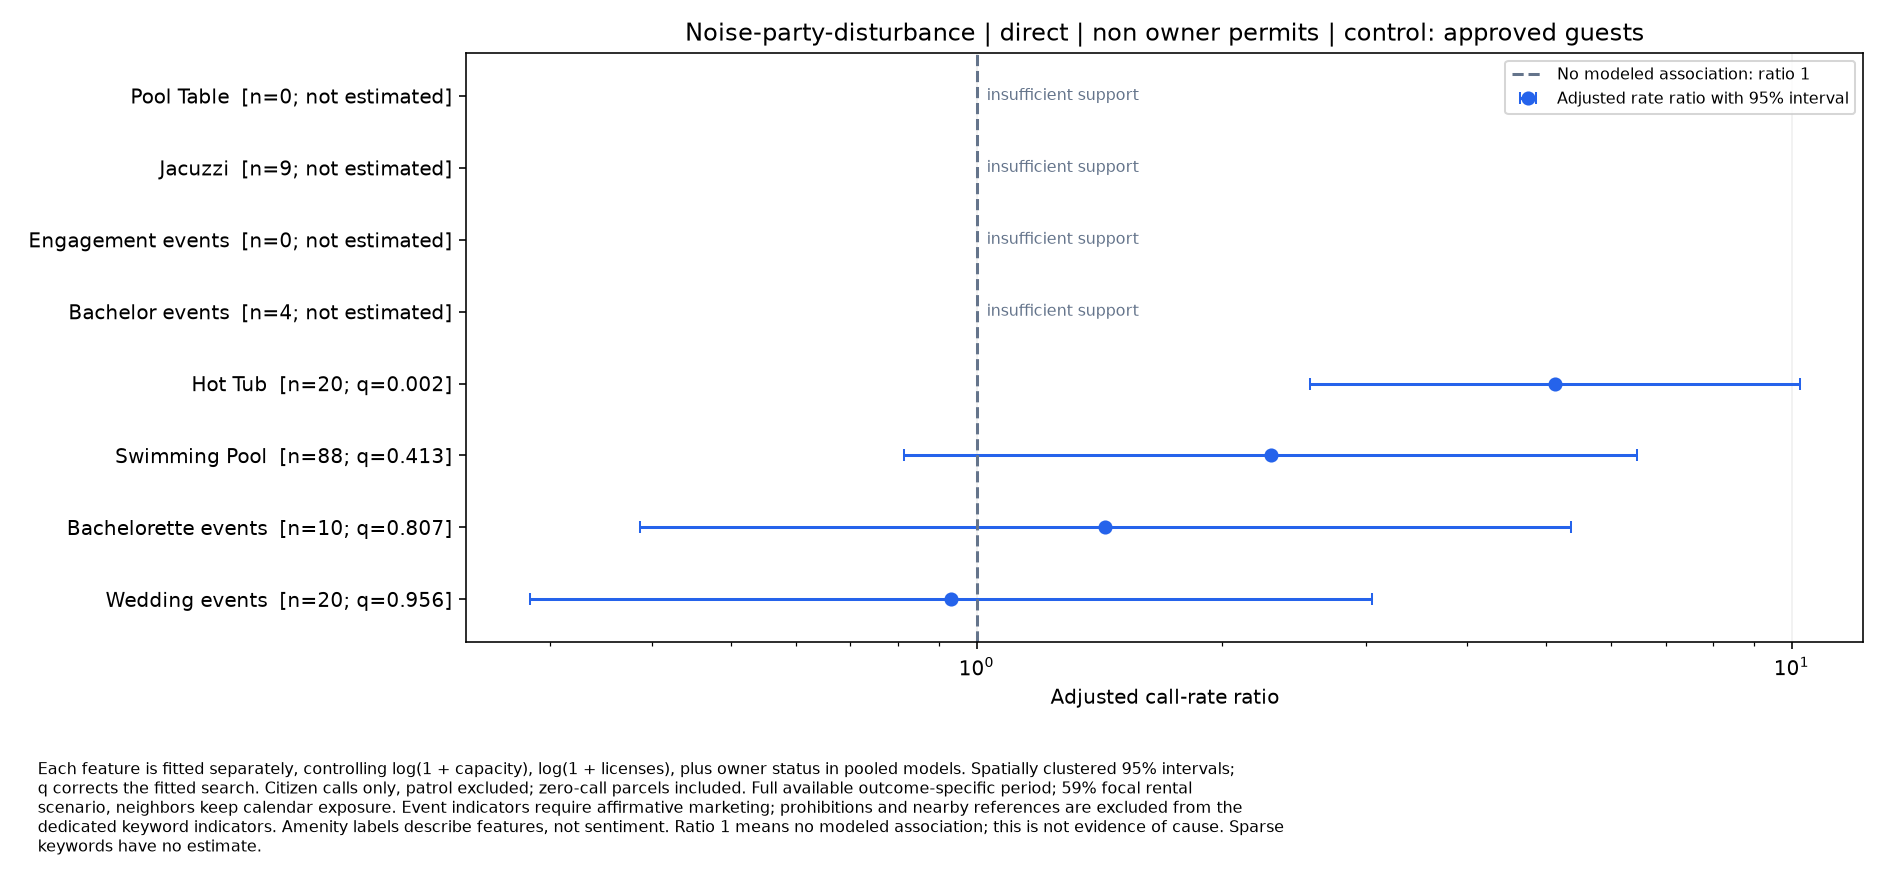 Noise-party-disturbance | direct | non owner permits | control: approved guests
No modeled association: ratio 1
Adjusted rate ratio with 95% interval
Pool Table [n=0; not estimated]
insufficient support
Jacuzzi [n=9; not estimated]
insufficient support
Engagement events [n=0; not estimated]
insufficient support
Bachelor events [n=4; not estimated]
insufficient support
Hot Tub [n=20; q=0.002]
Swimming Pool [n=88; q=0.413]
Bachelorette events [n=10; q=0.807]
Wedding events [n=20; q=0.956]
10⁰ 10¹
Adjusted call-rate ratio
Each feature is fitted separately, controlling log(1 + capacity), log(1 + licenses), plus owner status in pooled models. Spatially clustered 95% intervals;
q corrects the fitted search. Citizen calls only, patrol excluded; zero-call parcels included. Full available outcome-specific period; 59% focal rental
scenario, neighbors keep calendar exposure. Event indicators require affirmative marketing; prohibitions and nearby references are excluded from the
dedicated keyword indicators. Amenity labels describe features, not sentiment. Ratio 1 means no modeled association; this is not evidence of cause. Sparse
keywords have no estimate.